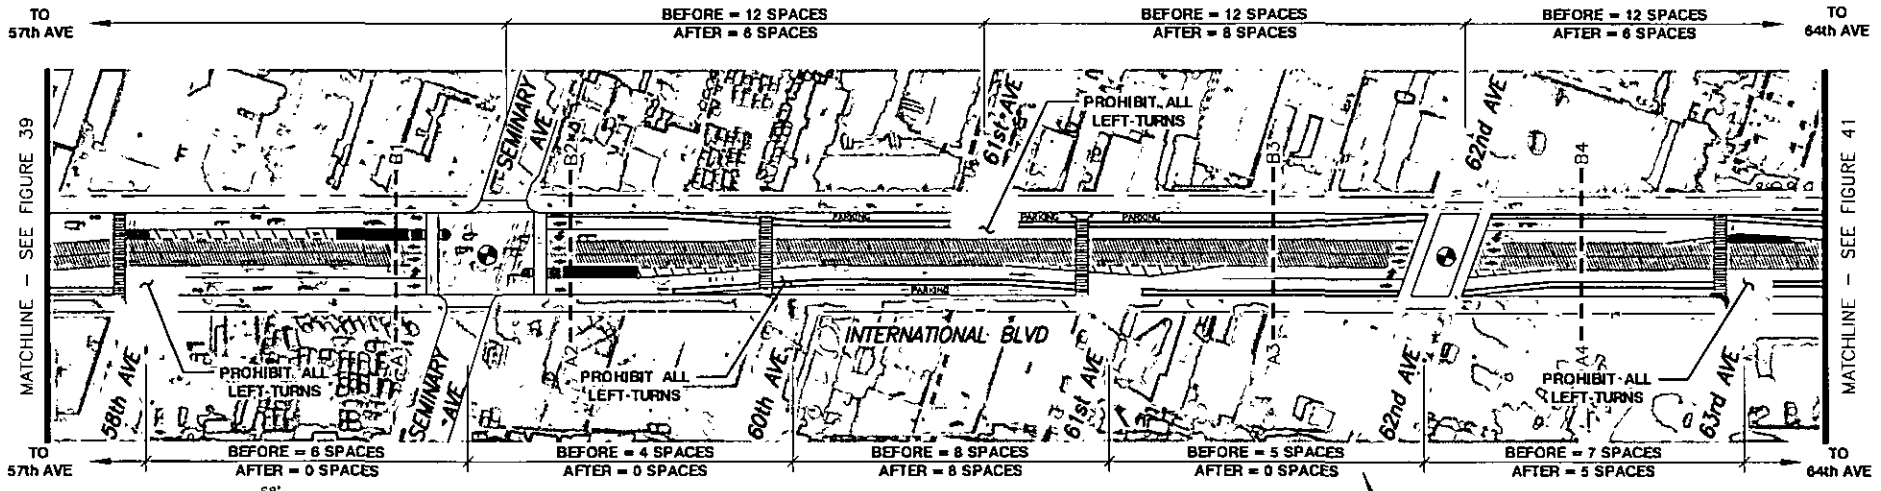 TO
57th AVE
BEFORE = 12 SPACES
AFTER = 6 SPACES
BEFORE = 12 SPACES
AFTER = 8 SPACES
BEFORE = 12 SPACES
AFTER = 6 SPACES
TO
64th AVE
MATCHLINE - SEE FIGURE 39
SEMINARY
AVE
B1
B2
61st AVE
PROHIBIT ALL
LEFT-TURNS
B3
62nd AVE
B4
MATCHLINE - SEE FIGURE 41
PARKING
PARKING
PARKING
PARKING
INTERNATIONAL BLVD
58th AVE
PROHIBIT ALL
LEFT-TURNS
A1
SEMINARY
AVE
A2
PROHIBIT ALL
LEFT-TURNS
60th AVE
61st AVE
A3
62nd AVE
A4
PROHIBIT ALL
LEFT-TURNS
63rd AVE
TO
57th AVE
BEFORE = 6 SPACES
AFTER = 0 SPACES
BEFORE = 4 SPACES
AFTER = 0 SPACES
BEFORE = 8 SPACES
AFTER = 8 SPACES
BEFORE = 5 SPACES
AFTER = 0 SPACES
BEFORE = 7 SPACES
AFTER = 5 SPACES
TO
64th AVE